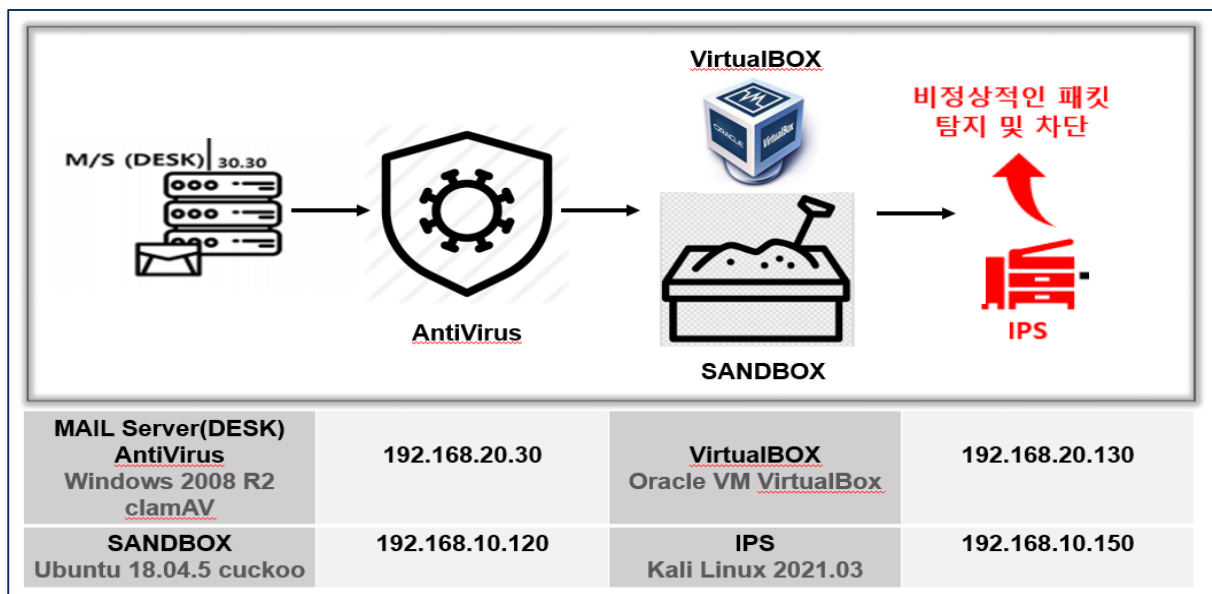 VirtualBOX
비정상적인 패킷
탐지 및 차단
M/S (DESK) 30.30
ORACLE
VirtualBox
AntiVirus
SANDBOX
IPS
MAIL Server(DESK)
AntiVirus
Windows 2008 R2
clamAV
192.168.20.30
VirtualBOX
Oracle VM VirtualBox
192.168.20.130
SANDBOX
Ubuntu 18.04.5 cuckoo
192.168.10.120
IPS
Kali Linux 2021.03
192.168.10.150